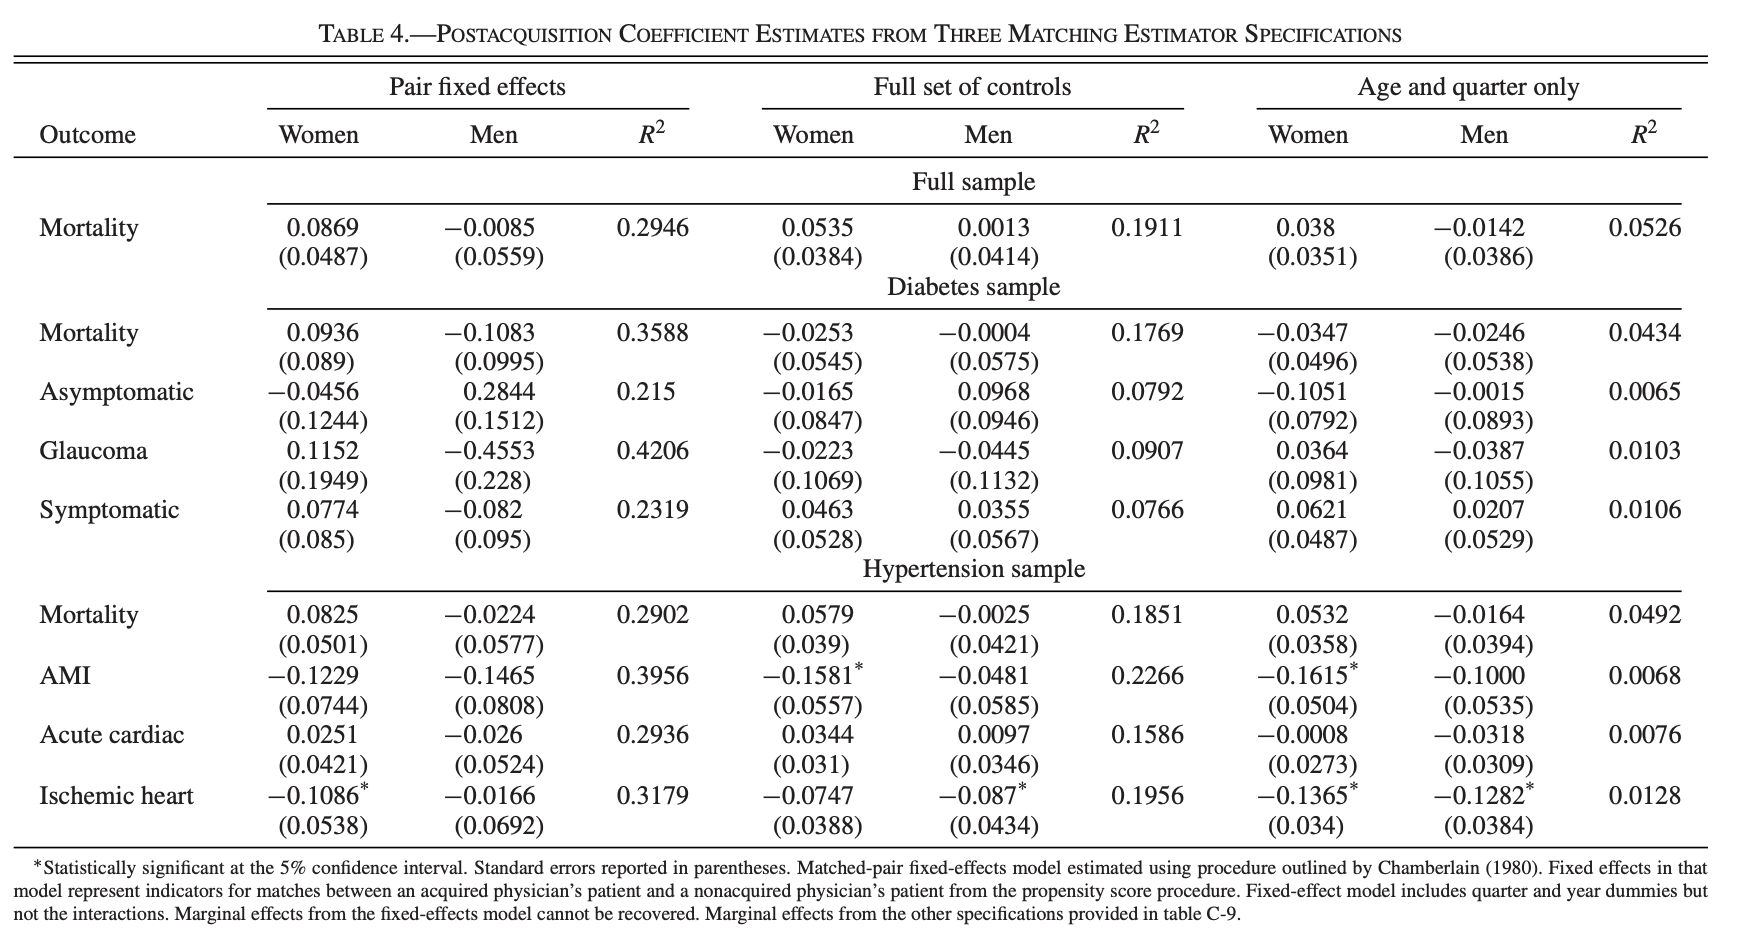 TABLE 4.—POSTACQUISITION COEFFICIENT ESTIMATES FROM THREE MATCHING ESTIMATOR SPECIFICATIONS
Pair fixed effects Full set of controls Age and quarter only
Outcome Women Men R² Women Men R² Women Men R²
Full sample
Mortality 0.0869 −0.0085 0.2946 0.0535 0.0013 0.1911 0.038 −0.0142 0.0526
(0.0487) (0.0559) (0.0384) (0.0414) (0.0351) (0.0386)
Diabetes sample
Mortality 0.0936 −0.1083 0.3588 −0.0253 −0.0004 0.1769 −0.0347 −0.0246 0.0434
(0.089) (0.0995) (0.0545) (0.0575) (0.0496) (0.0538)
Asymptomatic −0.0456 0.2844 0.215 −0.0165 0.0968 0.0792 −0.1051 −0.0015 0.0065
(0.1244) (0.1512) (0.0847) (0.0946) (0.0792) (0.0893)
Glaucoma 0.1152 −0.4553 0.4206 −0.0223 −0.0445 0.0907 0.0364 −0.0387 0.0103
(0.1949) (0.228) (0.1069) (0.1132) (0.0981) (0.1055)
Symptomatic 0.0774 −0.082 0.2319 0.0463 0.0355 0.0766 0.0621 0.0207 0.0106
(0.085) (0.095) (0.0528) (0.0567) (0.0487) (0.0529)
Hypertension sample
Mortality 0.0825 −0.0224 0.2902 0.0579 −0.0025 0.1851 0.0532 −0.0164 0.0492
(0.0501) (0.0577) (0.039) (0.0421) (0.0358) (0.0394)
AMI −0.1229 −0.1465 0.3956 −0.1581* −0.0481 0.2266 −0.1615* −0.1000 0.0068
(0.0744) (0.0808) (0.0557) (0.0585) (0.0504) (0.0535)
Acute cardiac 0.0251 −0.026 0.2936 0.0344 0.0097 0.1586 −0.0008 −0.0318 0.0076
(0.0421) (0.0524) (0.031) (0.0346) (0.0273) (0.0309)
Ischemic heart −0.1086* −0.0166 0.3179 −0.0747 −0.087* 0.1956 −0.1365* −0.1282* 0.0128
(0.0538) (0.0692) (0.0388) (0.0434) (0.034) (0.0384)
*Statistically significant at the 5% confidence interval. Standard errors reported in parentheses. Matched-pair fixed-effects model estimated using procedure outlined by Chamberlain (1980). Fixed effects in that
model represent indicators for matches between an acquired physician's patient and a nonacquired physician's patient from the propensity score procedure. Fixed-effect model includes quarter and year dummies but
not the interactions. Marginal effects from the fixed-effects model cannot be recovered. Marginal effects from the other specifications provided in table C-9.